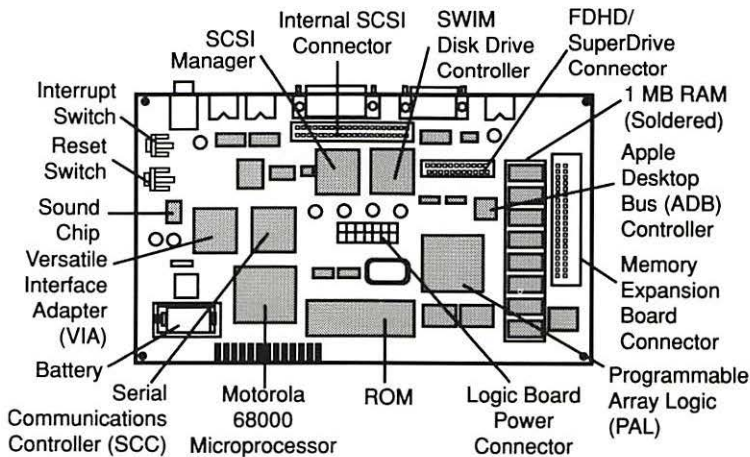 Internal SCSI
Connector
SCSI
Manager
SWIM
Disk Drive
Controller
FDHD/
SuperDrive
Connector
1 MB RAM
(Soldered)
Interrupt
Switch
Reset
Switch
Sound
Chip
Versatile
Interface
Adapter
(VIA)
Battery
Serial
Communications
Controller (SCC)
Motorola
68000
Microprocessor
ROM
Logic Board
Power
Connector
Apple
Desktop
Bus (ADB)
Controller
Memory
Expansion
Board
Connector
Programmable
Array Logic
(PAL)